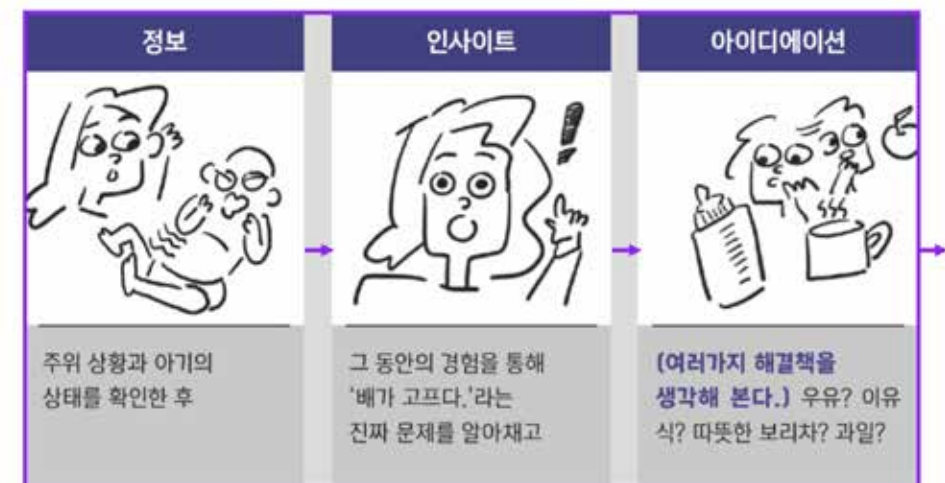 정보
주위 상황과 아기의
상태를 확인한 후
인사이트
그 동안의 경험을 통해
'배가 고프다.'라는
진짜 문제를 알아채고
아이디에이션
(여러가지 해결책을
생각해 본다.) 우유? 이유
식? 따뜻한 보리차? 과일?